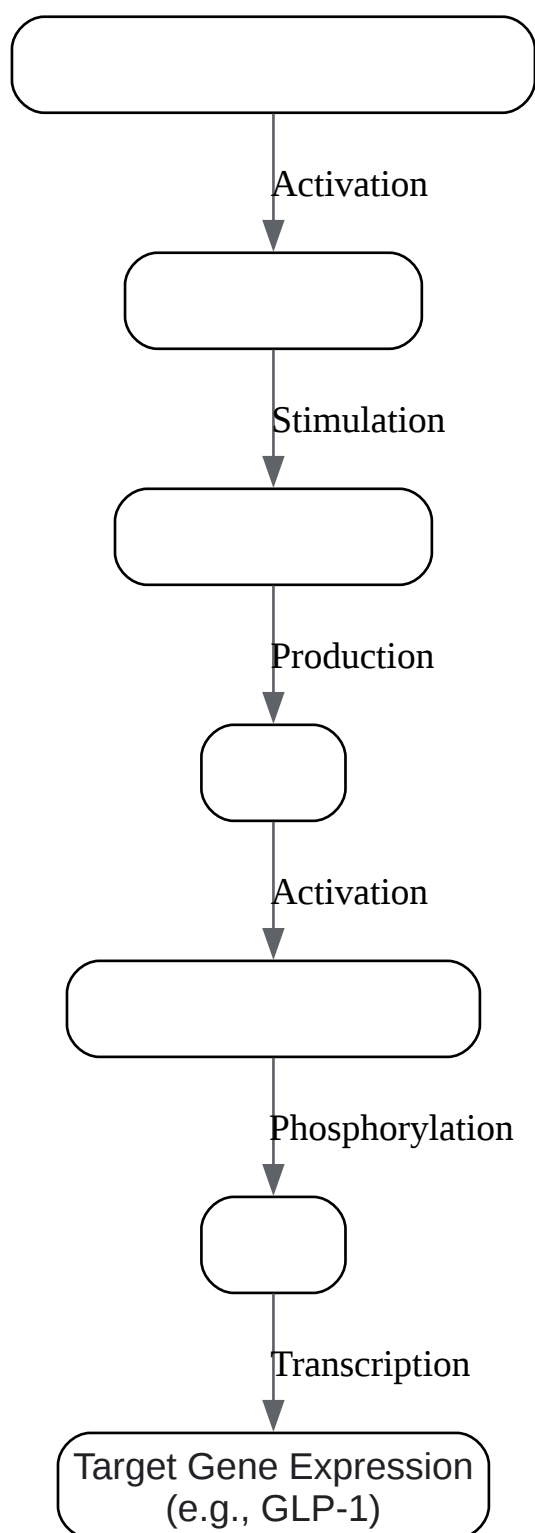 Activation
Stimulation
Production
Activation
Phosphorylation
Transcription
Target Gene Expression
(e.g., GLP-1)